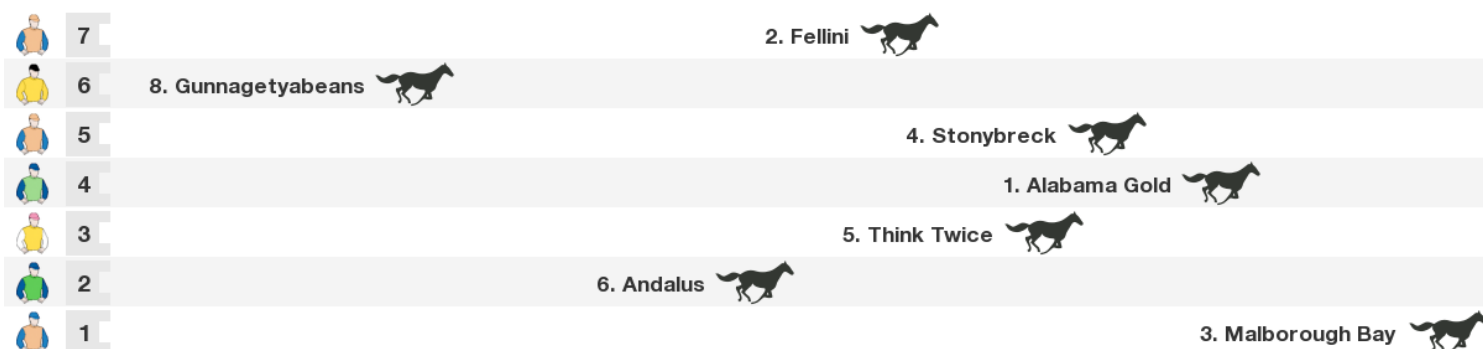 7 2. Fellini
6 8. Gunnagetyabeans
5 4. Stonybreck
4 1. Alabama Gold
3 5. Think Twice
2 6. Andalus
1 3. Malborough Bay